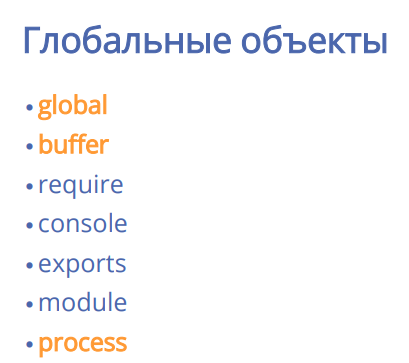 Глобальные объекты
• global
• buffer
• require
• console
• exports
• module
• process